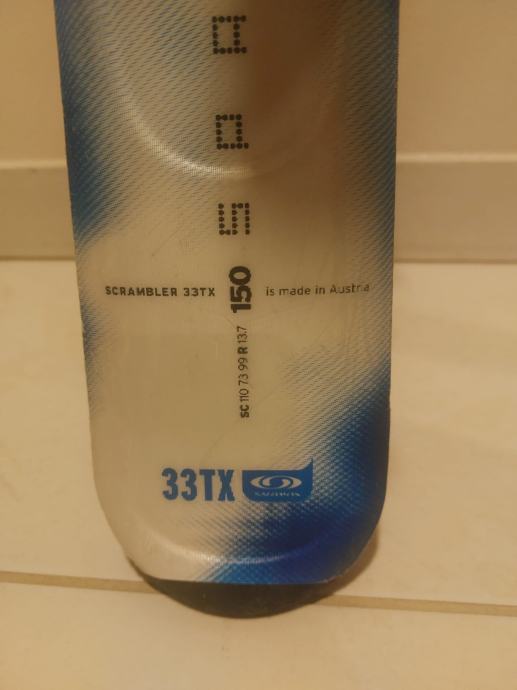 SCRAMBLER 33TX
150
is made in Austria
SC 110 73 99 R 13.7
33TX
SALOMON